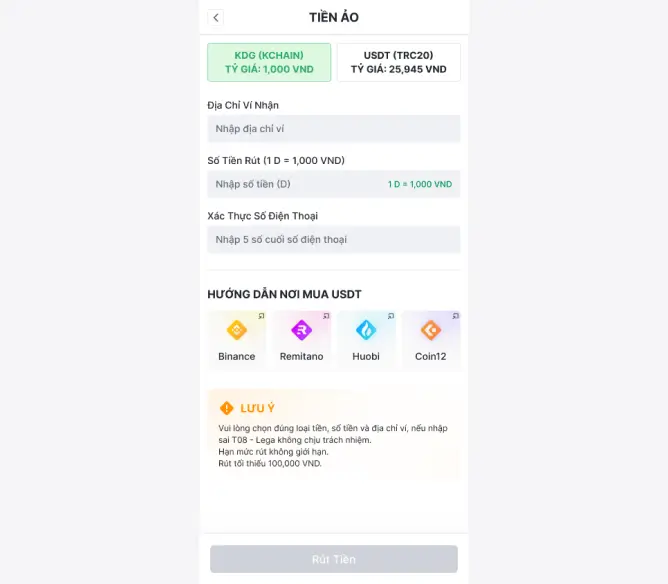 TIỀN ẢO
KDG (KCHAIN)
TỶ GIÁ: 1,000 VND
USDT (TRC20)
TỶ GIÁ: 25,945 VND
Địa Chỉ Ví Nhận
Nhập địa chỉ ví
Số Tiền Rút (1 D = 1,000 VND)
Nhập số tiền (D)
1 D = 1,000 VND
Xác Thực Số Điện Thoại
Nhập 5 số cuối số điện thoại
HƯỚNG DẪN NƠI MUA USDT
Binance
Remitano
Huobi
Coin12
LƯU Ý
Vui lòng chọn đúng loại tiền, số tiền và địa chỉ ví, nếu nhập
sai T08 - Lega không chịu trách nhiệm.
Hạn mức rút không giới hạn.
Rút tối thiểu 100,000 VND.
Rút Tiền